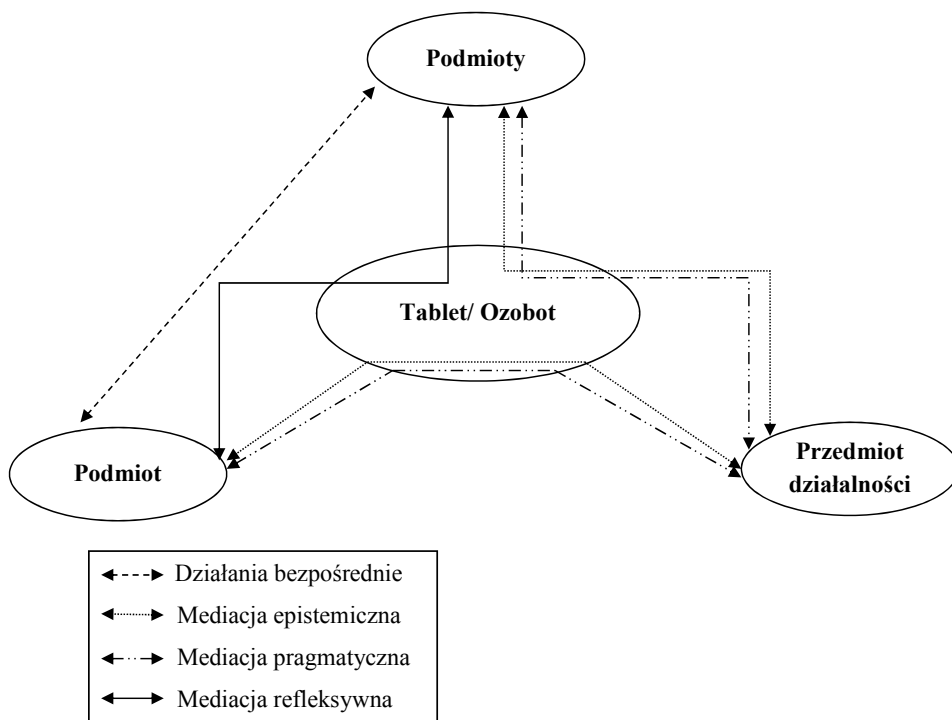 Podmioty
Tablet/ Ozobot
Podmiot
Przedmiot
działalności
Działania bezpośrednie
Mediacja epistemiczna
Mediacja pragmatyczna
Mediacja refleksywna